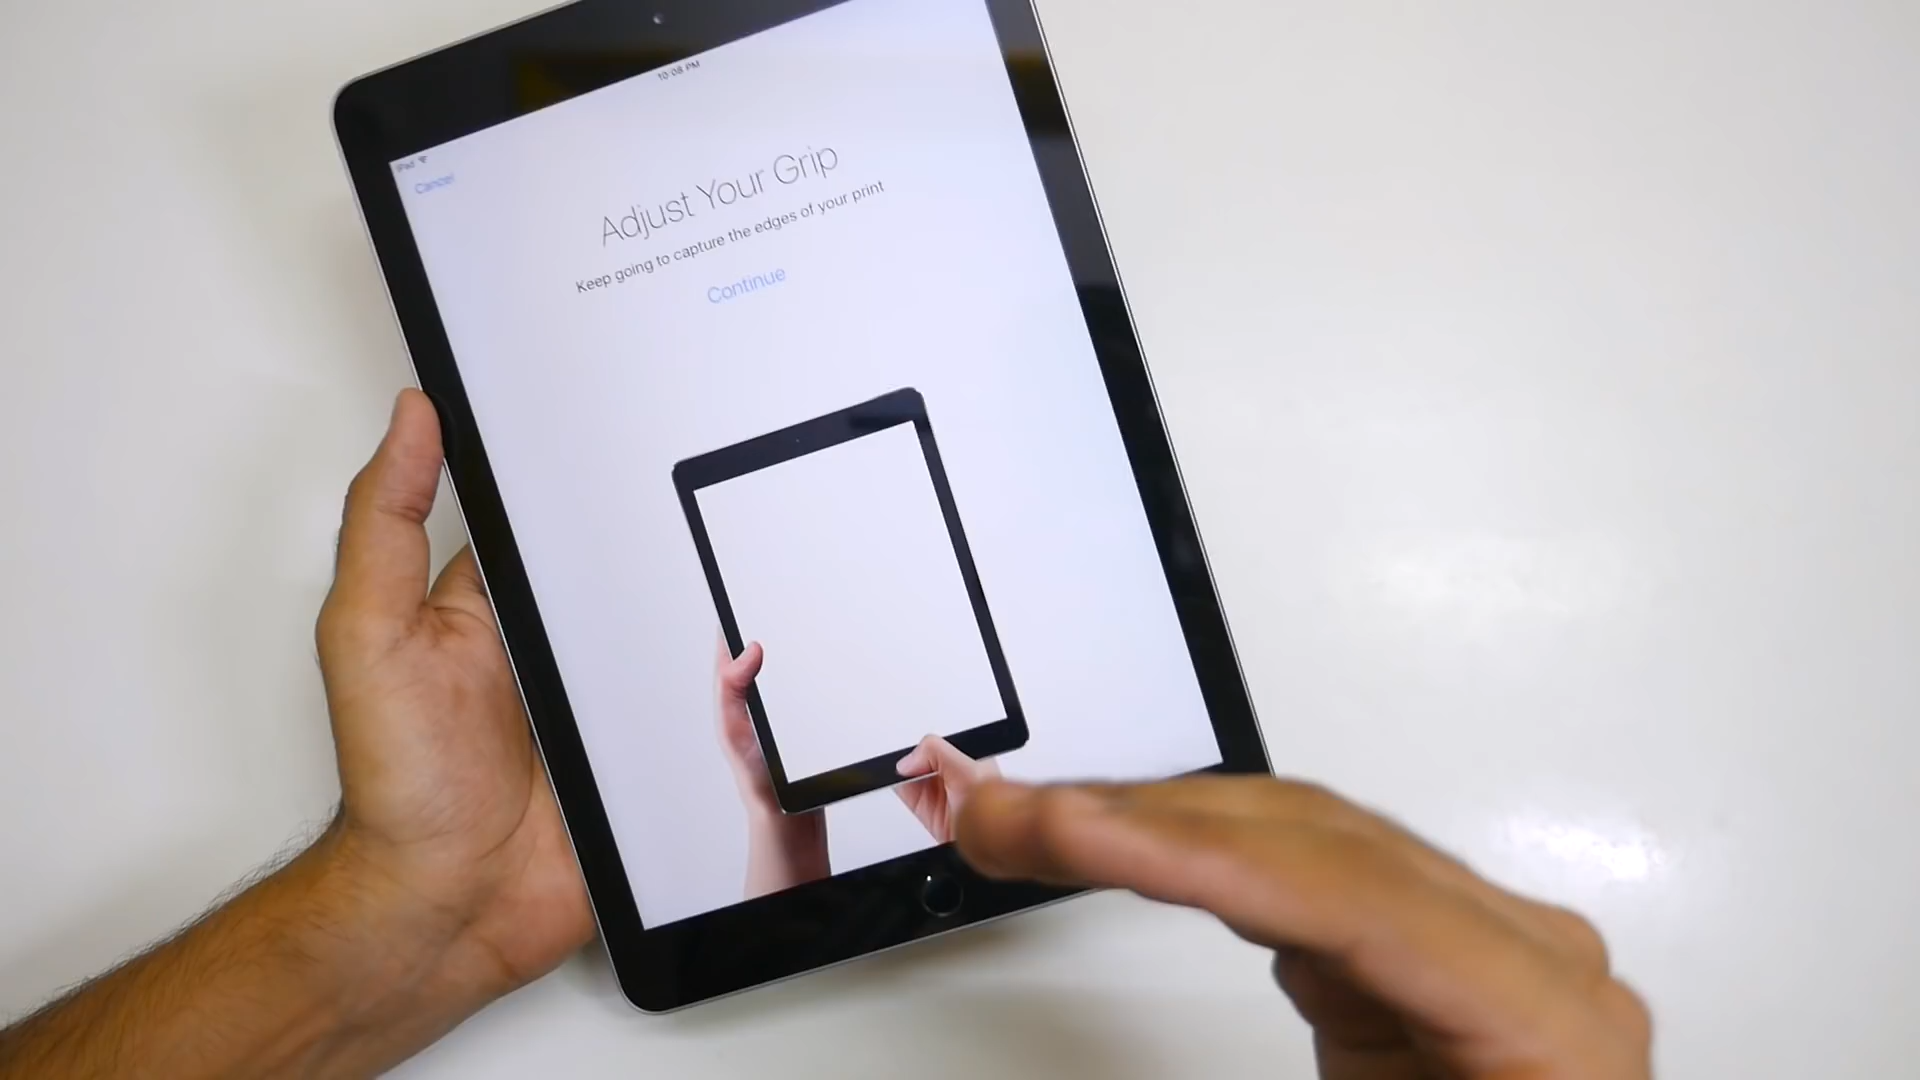 10:08 PM
iPad
Cancel
Adjust Your Grip
Keep going to capture the edges of your print
Continue